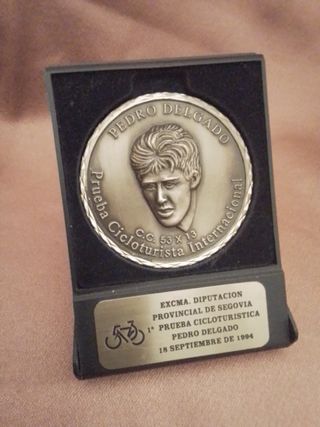 PEDRO DELGADO
C.C. 53 x 13
Prueba Cicloturista Internacional
EXCMA. DIPUTACION
PROVINCIAL DE SEGOVIA
1ª PRUEBA CICLOTURISTICA
PEDRO DELGADO
18 SEPTIEMBRE DE 1994